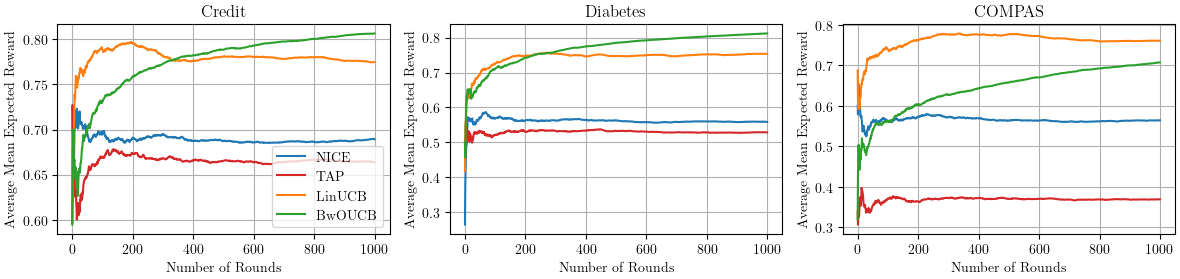 Credit
Average Mean Expected Reward
0.80
0.75
0.70
0.65
0.60
0
200
400
600
800
1000
Number of Rounds
NICE
TAP
LinUCB
BwOUCB
Diabetes
Average Mean Expected Reward
0.8
0.7
0.6
0.5
0.4
0.3
0
200
400
600
800
1000
Number of Rounds
COMPAS
Average Mean Expected Reward
0.8
0.7
0.6
0.5
0.4
0.3
0
200
400
600
800
1000
Number of Rounds